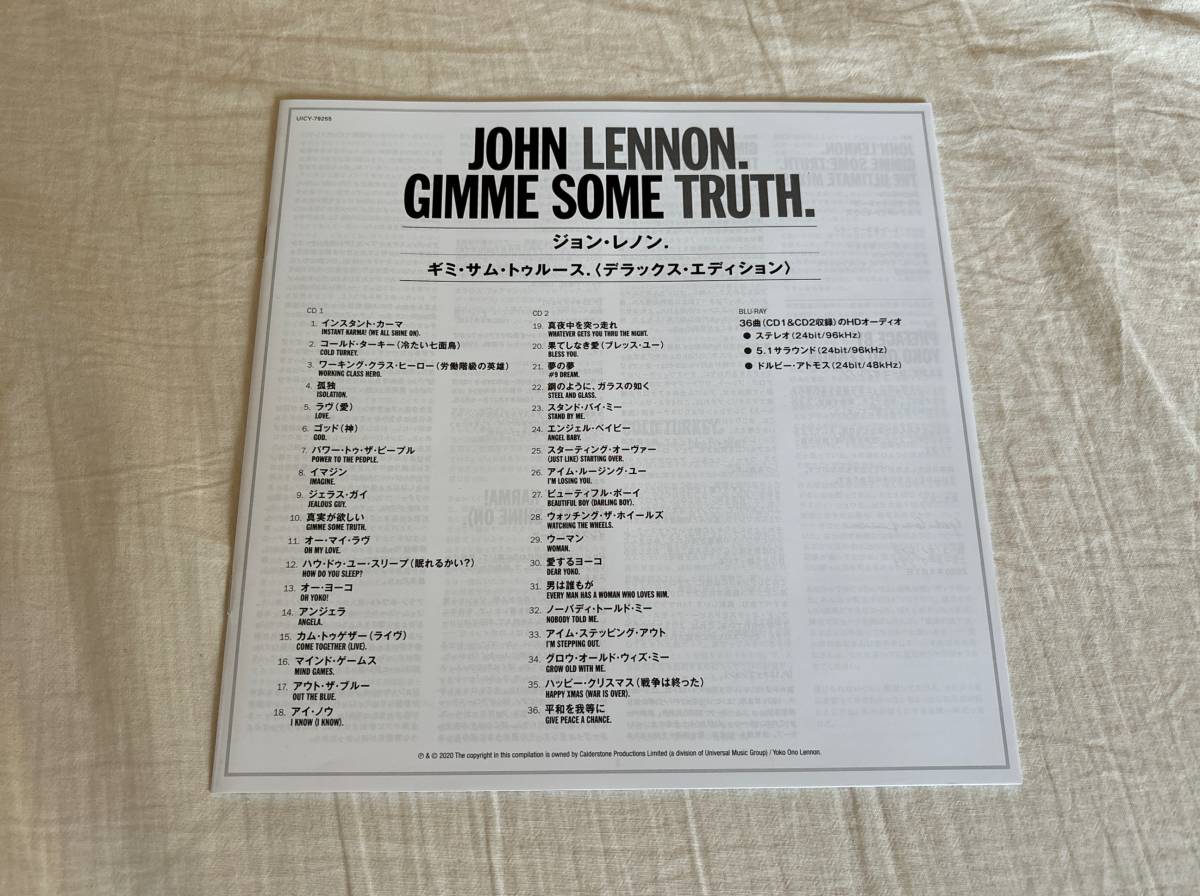 UICY-79255
JOHN LENNON.
GIMME SOME TRUTH.
ジョン・レノン.
ギミ・サム・トゥルース.〈デラックス・エディション〉
CD 1
1. インスタント・カーマ
INSTANT KARMA! (WE ALL SHINE ON).
2. コールド・ターキー(冷たい七面鳥)
COLD TURKEY.
3. ワーキング・クラス・ヒーロー(労働階級の英雄)
WORKING CLASS HERO.
4. 孤独
ISOLATION.
5. ラヴ(愛)
LOVE.
6. ゴッド(神)
GOD.
7. パワー・トゥ・ザ・ピープル
POWER TO THE PEOPLE.
8. イマジン
IMAGINE.
9. ジェラス・ガイ
JEALOUS GUY.
10. 真実が欲しい
GIMME SOME TRUTH.
11. オー・マイ・ラヴ
OH MY LOVE.
12. ハウ・ドゥ・ユー・スリープ(眠れるかい?)
HOW DO YOU SLEEP?
13. オー・ヨーコ
OH YOKO!
14. アンジェラ
ANGELA.
15. カム・トゥゲザー(ライヴ)
COME TOGETHER (LIVE).
16. マインド・ゲームス
MIND GAMES.
17. アウト・ザ・ブルー
OUT THE BLUE.
18. アイ・ノウ
I KNOW (I KNOW).
CD 2
19. 真夜中を突っ走れ
WHATEVER GETS YOU THRU THE NIGHT.
20. 果てしなき愛(ブレッス・ユー)
BLESS YOU.
21. 夢の夢
#9 DREAM.
22. 鋼のように、ガラスの如く
STEEL AND GLASS.
23. スタンド・バイ・ミー
STAND BY ME.
24. エンジェル・ベイビー
ANGEL BABY.
25. スターティング・オーヴァー
(JUST LIKE) STARTING OVER.
26. アイム・ルージング・ユー
I'M LOSING YOU.
27. ビューティフル・ボーイ
BEAUTIFUL BOY (DARLING BOY).
28. ウォッチング・ザ・ホイールズ
WATCHING THE WHEELS.
29. ウーマン
WOMAN.
30. 愛するヨーコ
DEAR YOKO.
31. 男は誰もが
EVERY MAN HAS A WOMAN WHO LOVES HIM.
32. ノーバディ・トールド・ミー
NOBODY TOLD ME.
33. アイム・ステッピング・アウト
I'M STEPPING OUT.
34. グロウ・オールド・ウィズ・ミー
GROW OLD WITH ME.
35. ハッピー・クリスマス(戦争は終った)
HAPPY XMAS (WAR IS OVER).
36. 平和を我等に
GIVE PEACE A CHANCE.
BLU-RAY
36曲(CD1&CD2収録)のHDオーディオ
● ステレオ(24bit/96kHz)
● 5.1サラウンド(24bit/96kHz)
● ドルビー・アトモス(24bit/48kHz)
℗ & © 2020 The copyright in this compilation is owned by Calderstone Productions Limited (a division of Universal Music Group) / Yoko Ono Lennon.